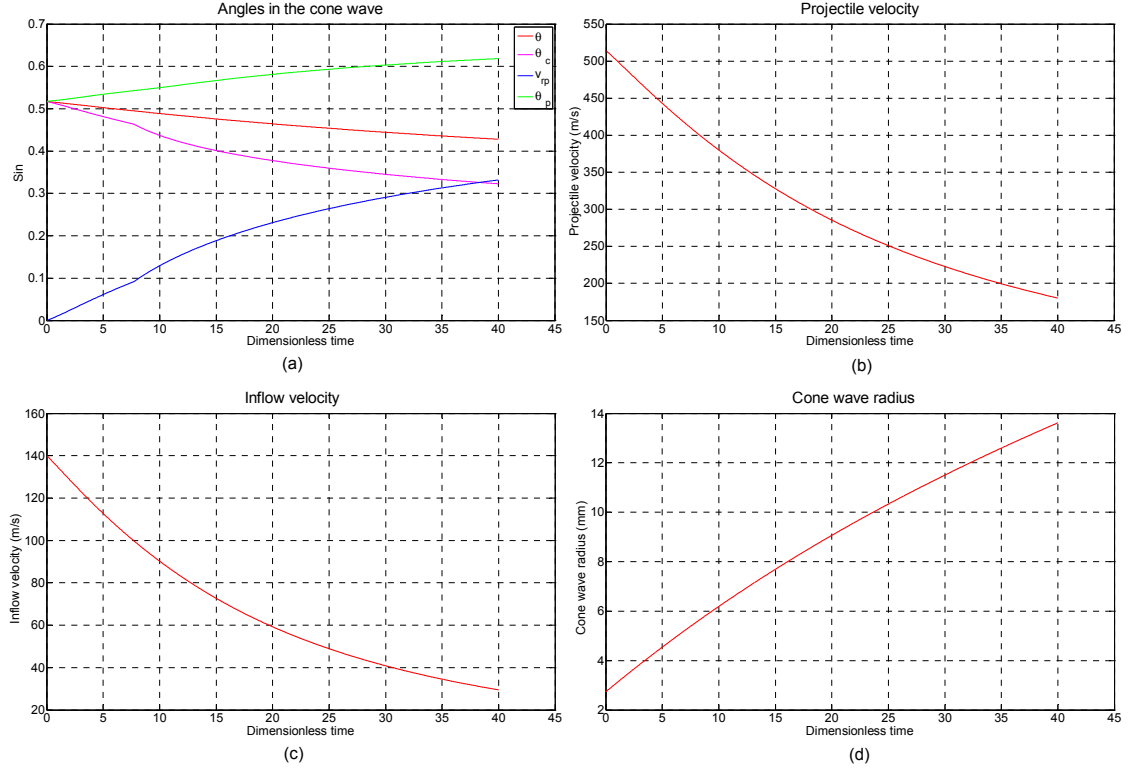 Angles in the cone wave
0.7
0.6
0.5
0.4
0.3
0.2
0.1
0
Sin
θ
θ c
v rp
θ p
0 5 10 15 20 25 30 35 40 45
Dimensionless time
(a)
Projectile velocity
550
500
450
400
350
300
250
200
150
Projectile velocity (m/s)
0 5 10 15 20 25 30 35 40 45
Dimensionless time
(b)
Inflow velocity
160
140
120
100
80
60
40
20
Inflow velocity (m/s)
0 5 10 15 20 25 30 35 40 45
Dimensionless time
(c)
Cone wave radius
14
12
10
8
6
4
2
Cone wave radius (mm)
0 5 10 15 20 25 30 35 40 45
Dimensionless time
(d)